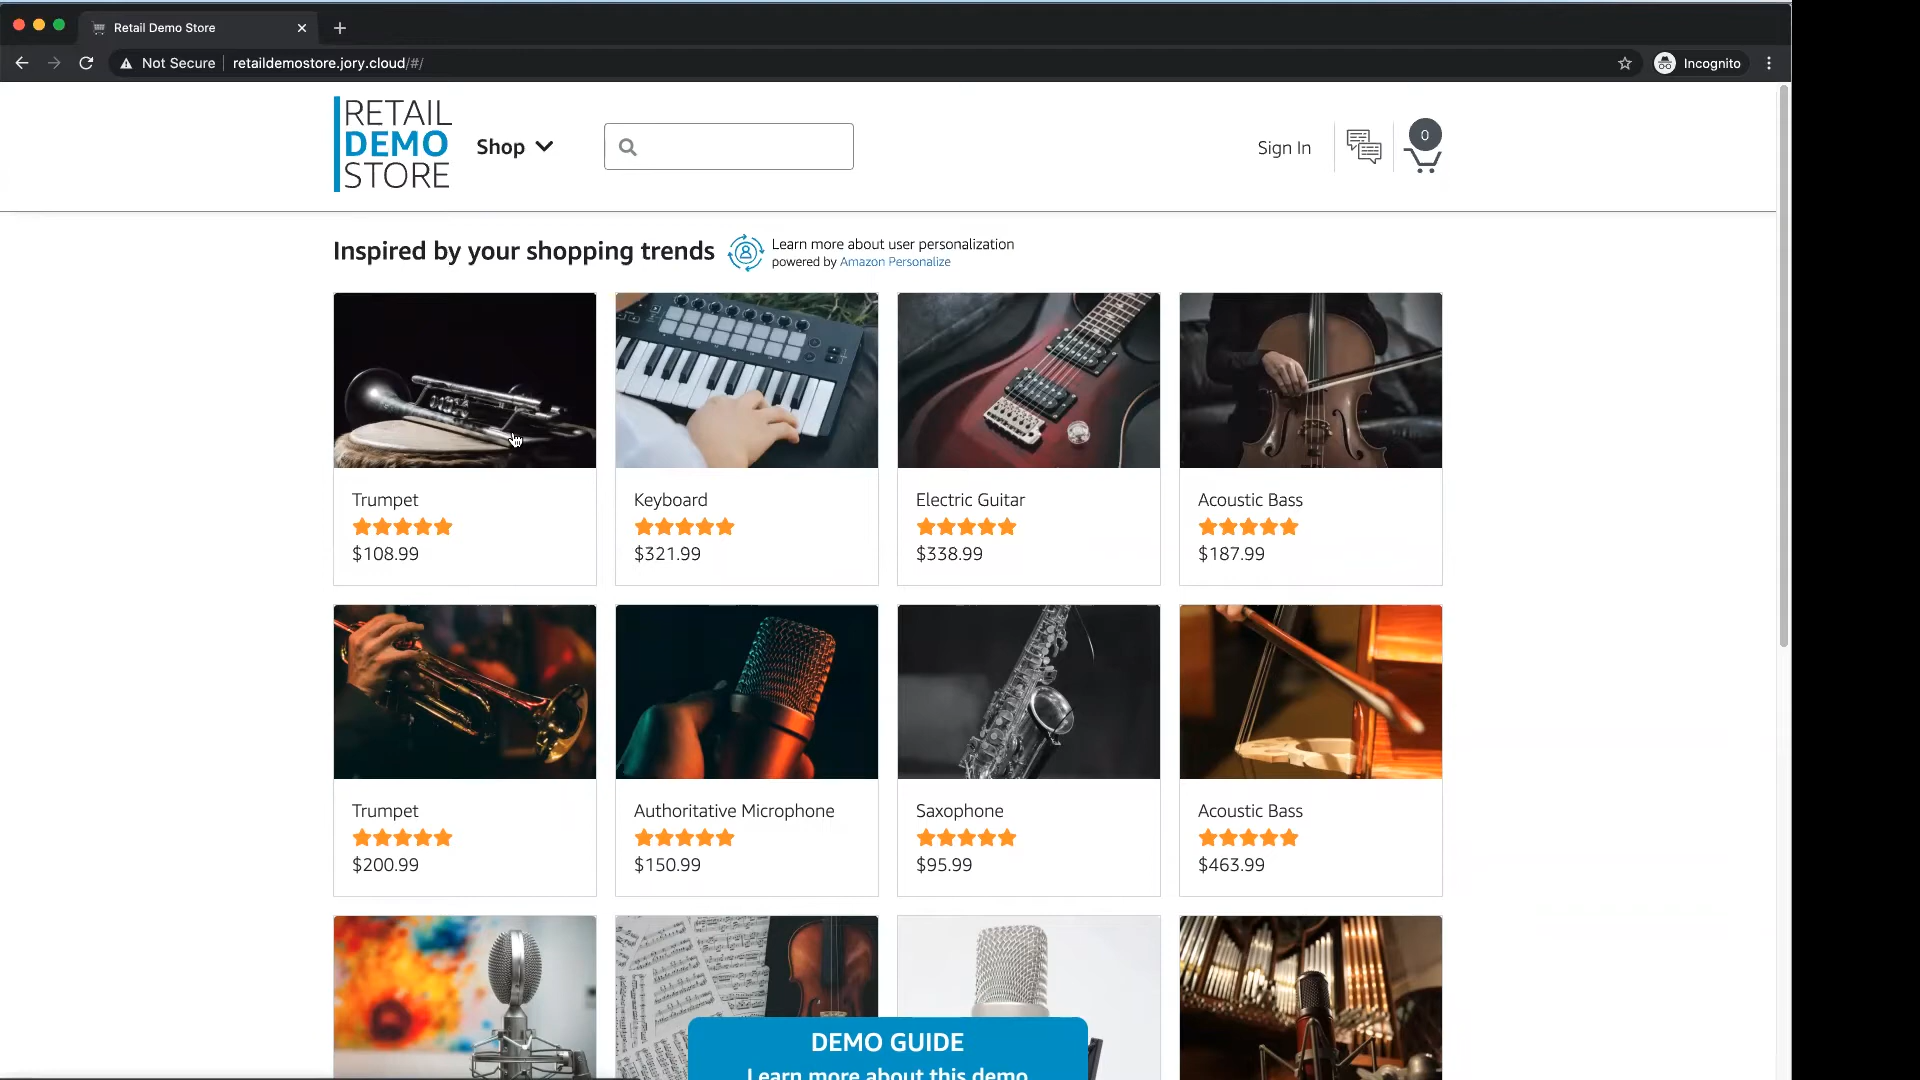 Retail Demo Store
Not Secure
retaildemostore.jory.cloud/#/
Incognito
RETAIL
DEMO
STORE
Shop
Sign In
0
Inspired by your shopping trends
Learn more about user personalization
powered by Amazon Personalize
Trumpet
$108.99
Keyboard
$321.99
Electric Guitar
$338.99
Acoustic Bass
$187.99
Trumpet
$200.99
Authoritative Microphone
$150.99
Saxophone
$95.99
Acoustic Bass
$463.99
DEMO GUIDE
Learn more about this demo